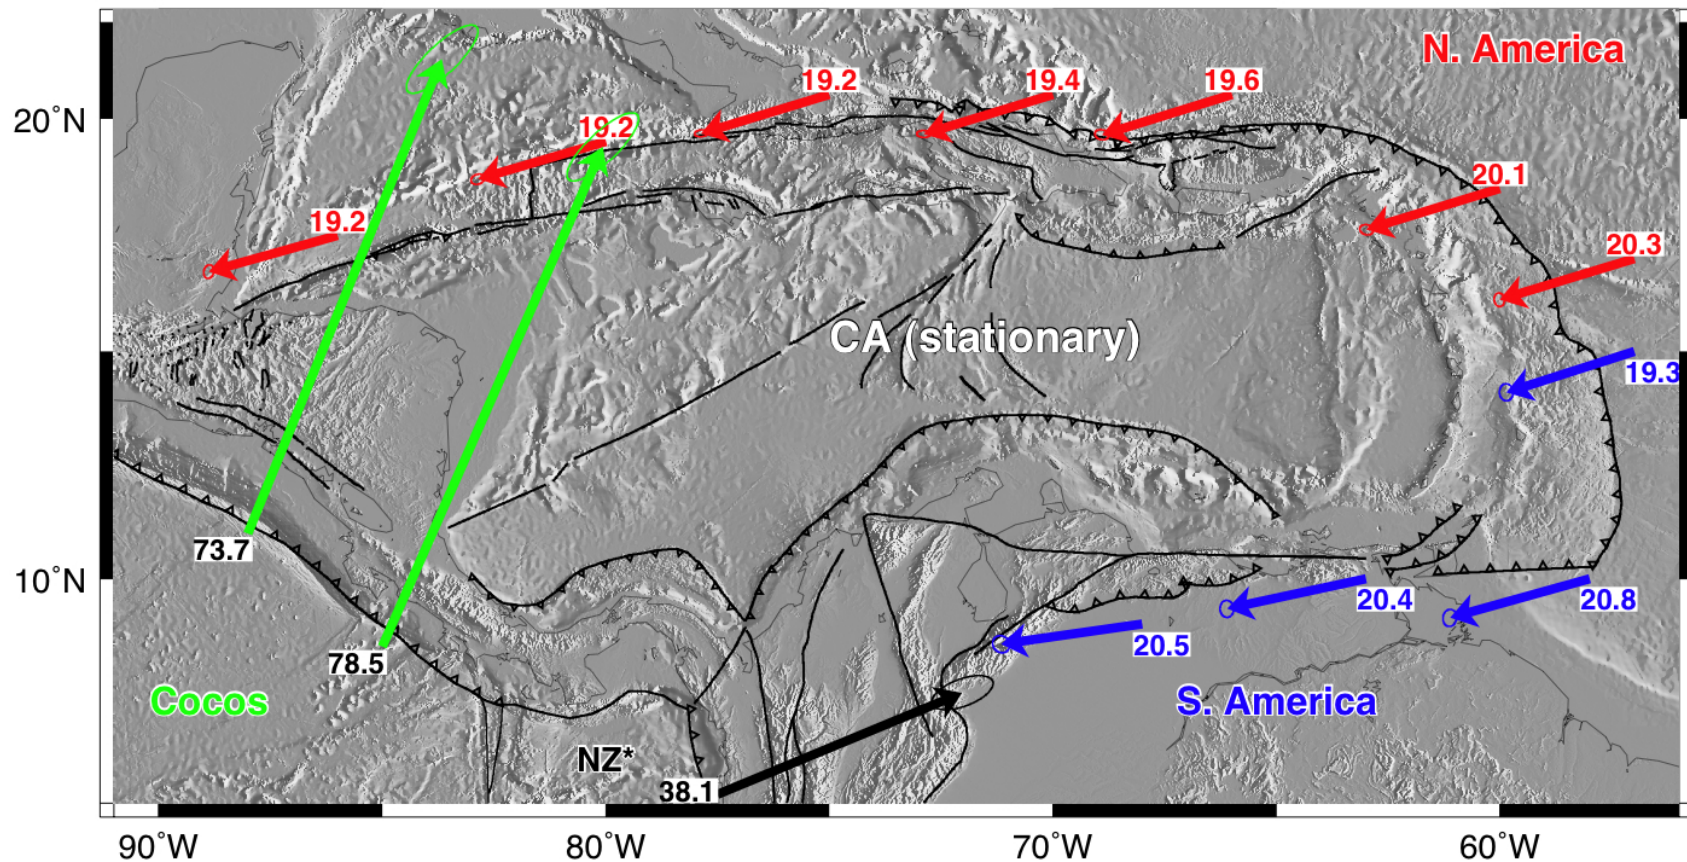 N. America
19.2
19.4
19.6
20°N
19.2
20.1
19.2
20.3
CA (stationary)
19.3
73.7
10°N
20.4
20.8
20.5
78.5
Cocos
S. America
NZ*
38.1
90°W
80°W
70°W
60°W